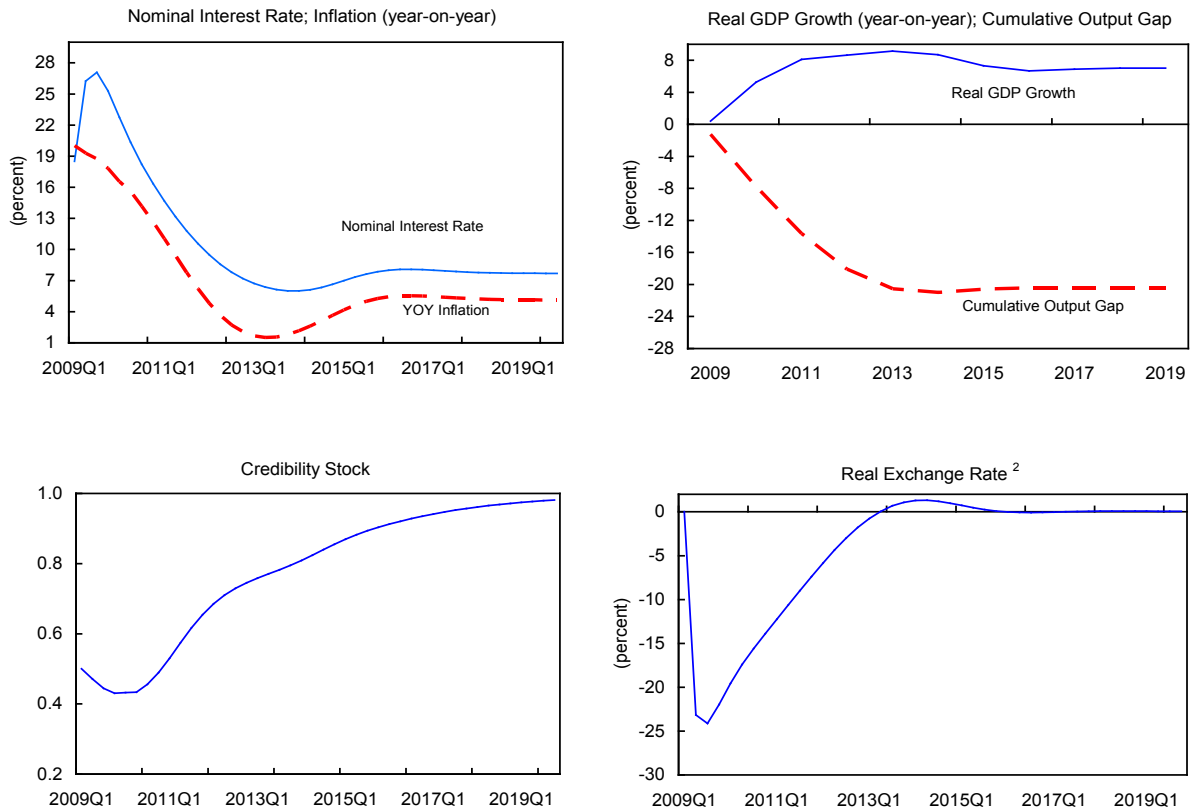 Nominal Interest Rate; Inflation (year-on-year)
28
25
22
19
16
13
10
7
4
1
(percent)
Nominal Interest Rate
YOY Inflation
2009Q1 2011Q1 2013Q1 2015Q1 2017Q1 2019Q1
Real GDP Growth (year-on-year); Cumulative Output Gap
8
4
0
-4
-8
-12
-16
-20
-24
-28
(percent)
Real GDP Growth
Cumulative Output Gap
2009 2011 2013 2015 2017 2019
Credibility Stock
1.0
0.8
0.6
0.4
0.2
2009Q1 2011Q1 2013Q1 2015Q1 2017Q1 2019Q1
Real Exchange Rate 2
0
-5
-10
-15
-20
-25
-30
(percent)
2009Q1 2011Q1 2013Q1 2015Q1 2017Q1 2019Q1